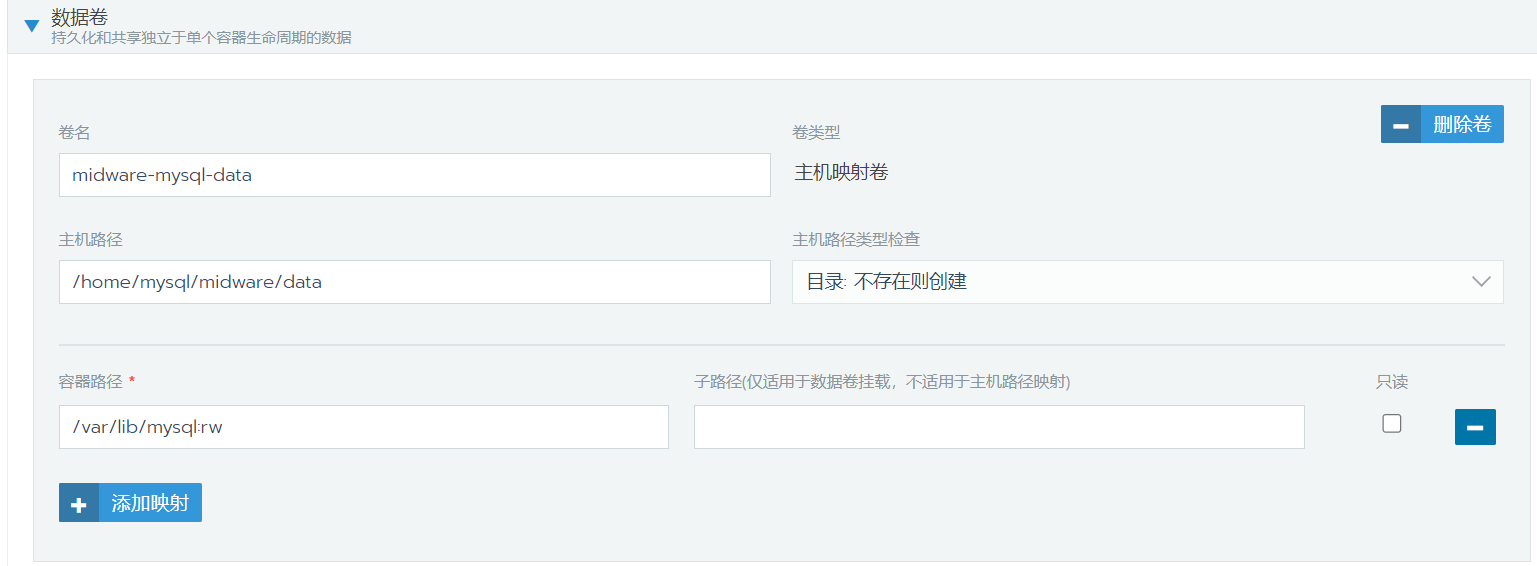 数据卷
持久化和共享独立于单个容器生命周期的数据
删除卷
卷名
卷类型
midware-mysql-data
主机映射卷
主机路径
主机路径类型检查
/home/mysql/midware/data
目录: 不存在则创建
容器路径 *
子路径(仅适用于数据卷挂载，不适用于主机路径映射)
只读
/var/lib/mysql:rw
添加映射